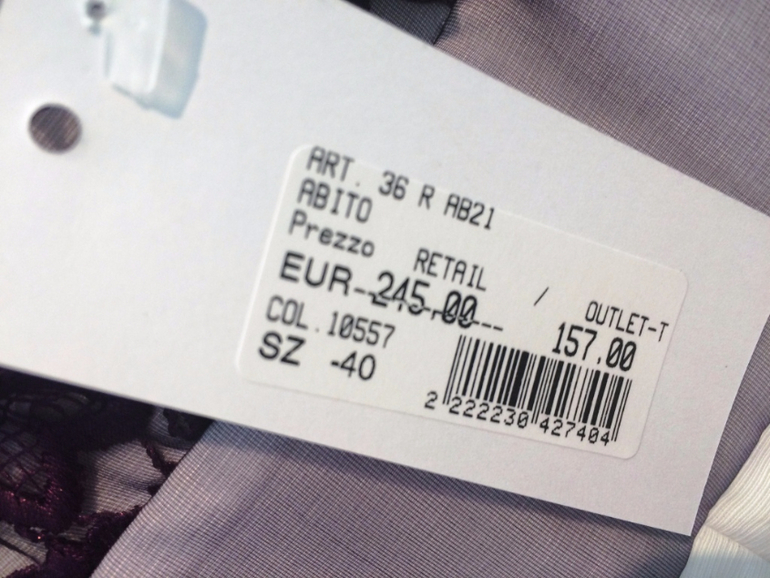 ART. 36 R AB21
ABITO
Prezzo RETAIL / OUTLET-T
EUR 245,00 157,00
COL.10557
SZ -40
2 222230 427404